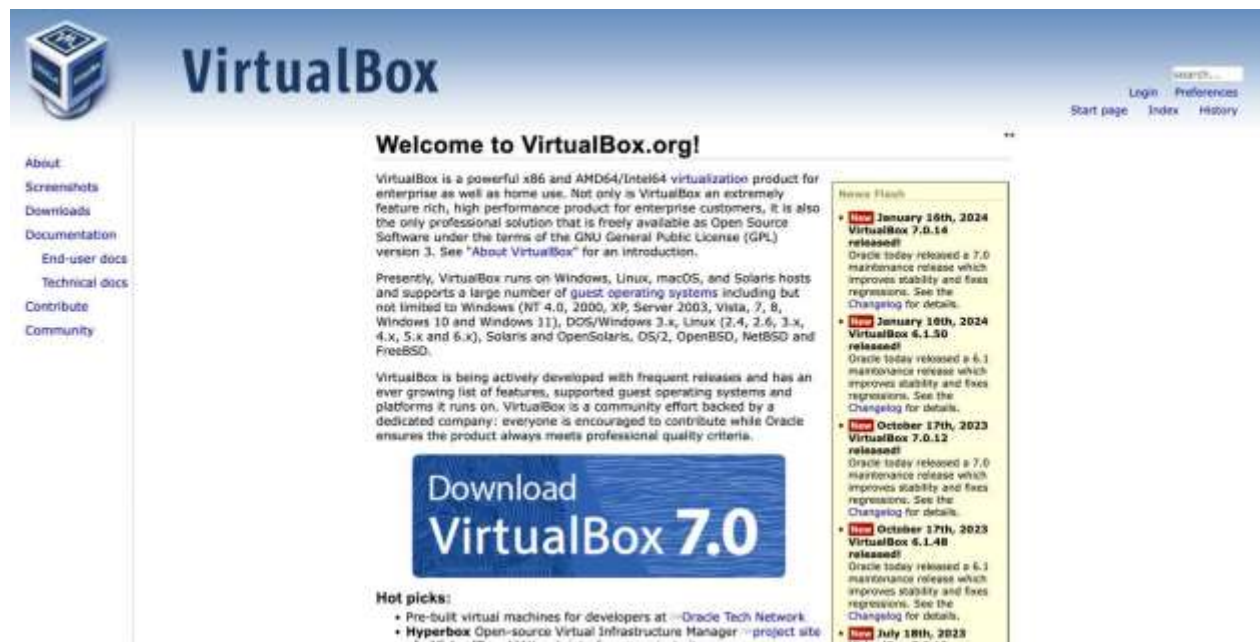 VirtualBox
search...
Login Preferences
Start page Index History
About
Screenshots
Downloads
Documentation
End-user docs
Technical docs
Contribute
Community
Welcome to VirtualBox.org!
VirtualBox is a powerful x86 and AMD64/Intel64 virtualization product for
enterprise as well as home use. Not only is VirtualBox an extremely
feature rich, high performance product for enterprise customers, it is also
the only professional solution that is freely available as Open Source
Software under the terms of the GNU General Public License (GPL)
version 3. See "About VirtualBox" for an introduction.
Presently, VirtualBox runs on Windows, Linux, macOS, and Solaris hosts
and supports a large number of guest operating systems including but
not limited to Windows (NT 4.0, 2000, XP, Server 2003, Vista, 7, 8,
Windows 10 and Windows 11), DOS/Windows 3.x, Linux (2.4, 2.6, 3.x,
4.x, 5.x and 6.x), Solaris and OpenSolaris, OS/2, OpenBSD, NetBSD and
FreeBSD.
VirtualBox is being actively developed with frequent releases and has an
ever growing list of features, supported guest operating systems and
platforms it runs on. VirtualBox is a community effort backed by a
dedicated company: everyone is encouraged to contribute while Oracle
ensures the product always meets professional quality criteria.
Download
VirtualBox 7.0
Hot picks:
• Pre-built virtual machines for developers at Oracle Tech Network
• Hyperbox Open-source Virtual Infrastructure Manager project site
News Flash
• New January 16th, 2024
VirtualBox 7.0.14
released!
Oracle today released a 7.0
maintenance release which
improves stability and fixes
regressions. See the
Changelog for details.
• New January 16th, 2024
VirtualBox 6.1.50
released!
Oracle today released a 6.1
maintenance release which
improves stability and fixes
regressions. See the
Changelog for details.
• New October 17th, 2023
VirtualBox 7.0.12
released!
Oracle today released a 7.0
maintenance release which
improves stability and fixes
regressions. See the
Changelog for details.
• New October 17th, 2023
VirtualBox 6.1.48
released!
Oracle today released a 6.1
maintenance release which
improves stability and fixes
regressions. See the
Changelog for details.
• New July 18th, 2023